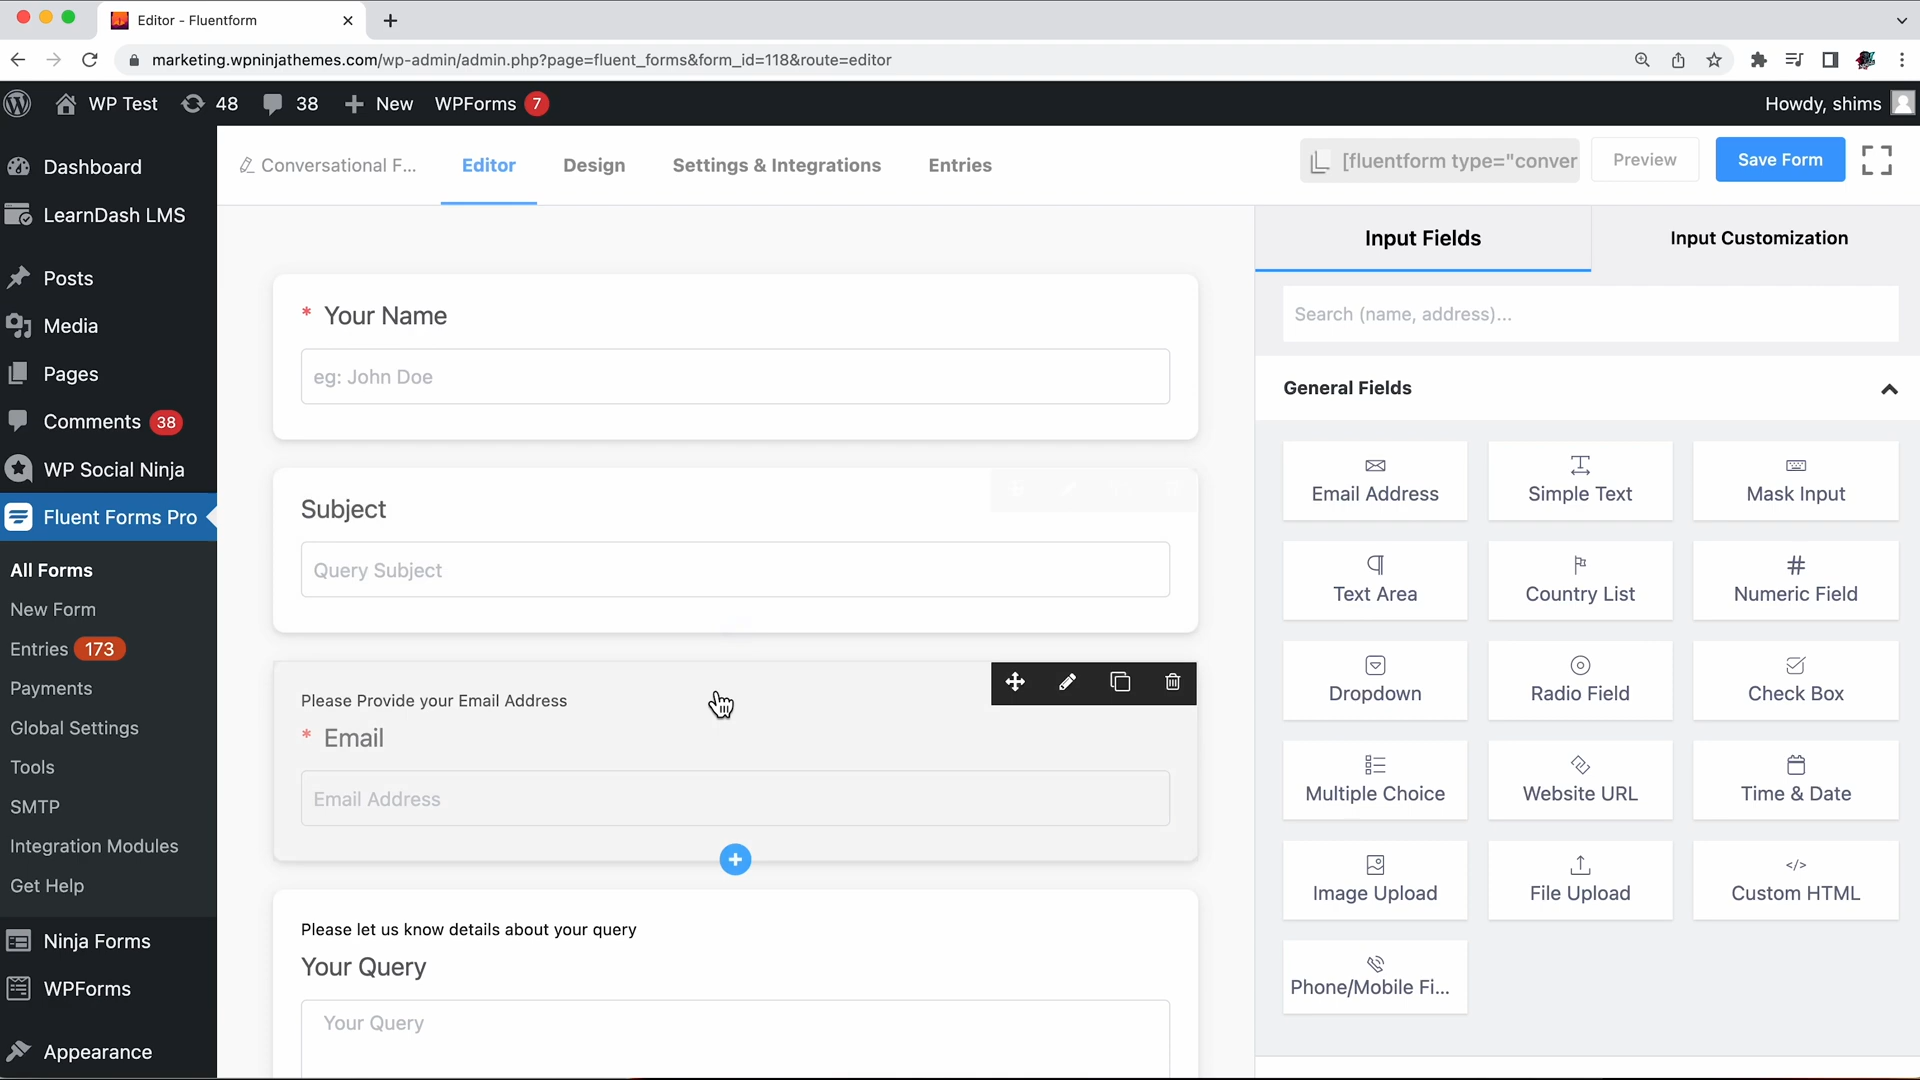 Editor - Fluentform
marketing.wpninjathemes.com/wp-admin/admin.php?page=fluent_forms&form_id=118&route=editor
WP Test
48
38
New
WPForms
7
Howdy, shims
Dashboard
LearnDash LMS
Posts
Media
Pages
Comments 38
WP Social Ninja
Fluent Forms Pro
All Forms
New Form
Entries 173
Payments
Global Settings
Tools
SMTP
Integration Modules
Get Help
Ninja Forms
WPForms
Appearance
Conversational F...
Editor
Design
Settings & Integrations
Entries
[fluentform type="conver
Preview
Save Form
* Your Name
eg: John Doe
Subject
Query Subject
Please Provide your Email Address
* Email
Email Address
Please let us know details about your query
Your Query
Your Query
Input Fields
Input Customization
Search (name, address)...
General Fields
Email Address
Simple Text
Mask Input
Text Area
Country List
Numeric Field
Dropdown
Radio Field
Check Box
Multiple Choice
Website URL
Time & Date
Image Upload
File Upload
Custom HTML
Phone/Mobile Fi...